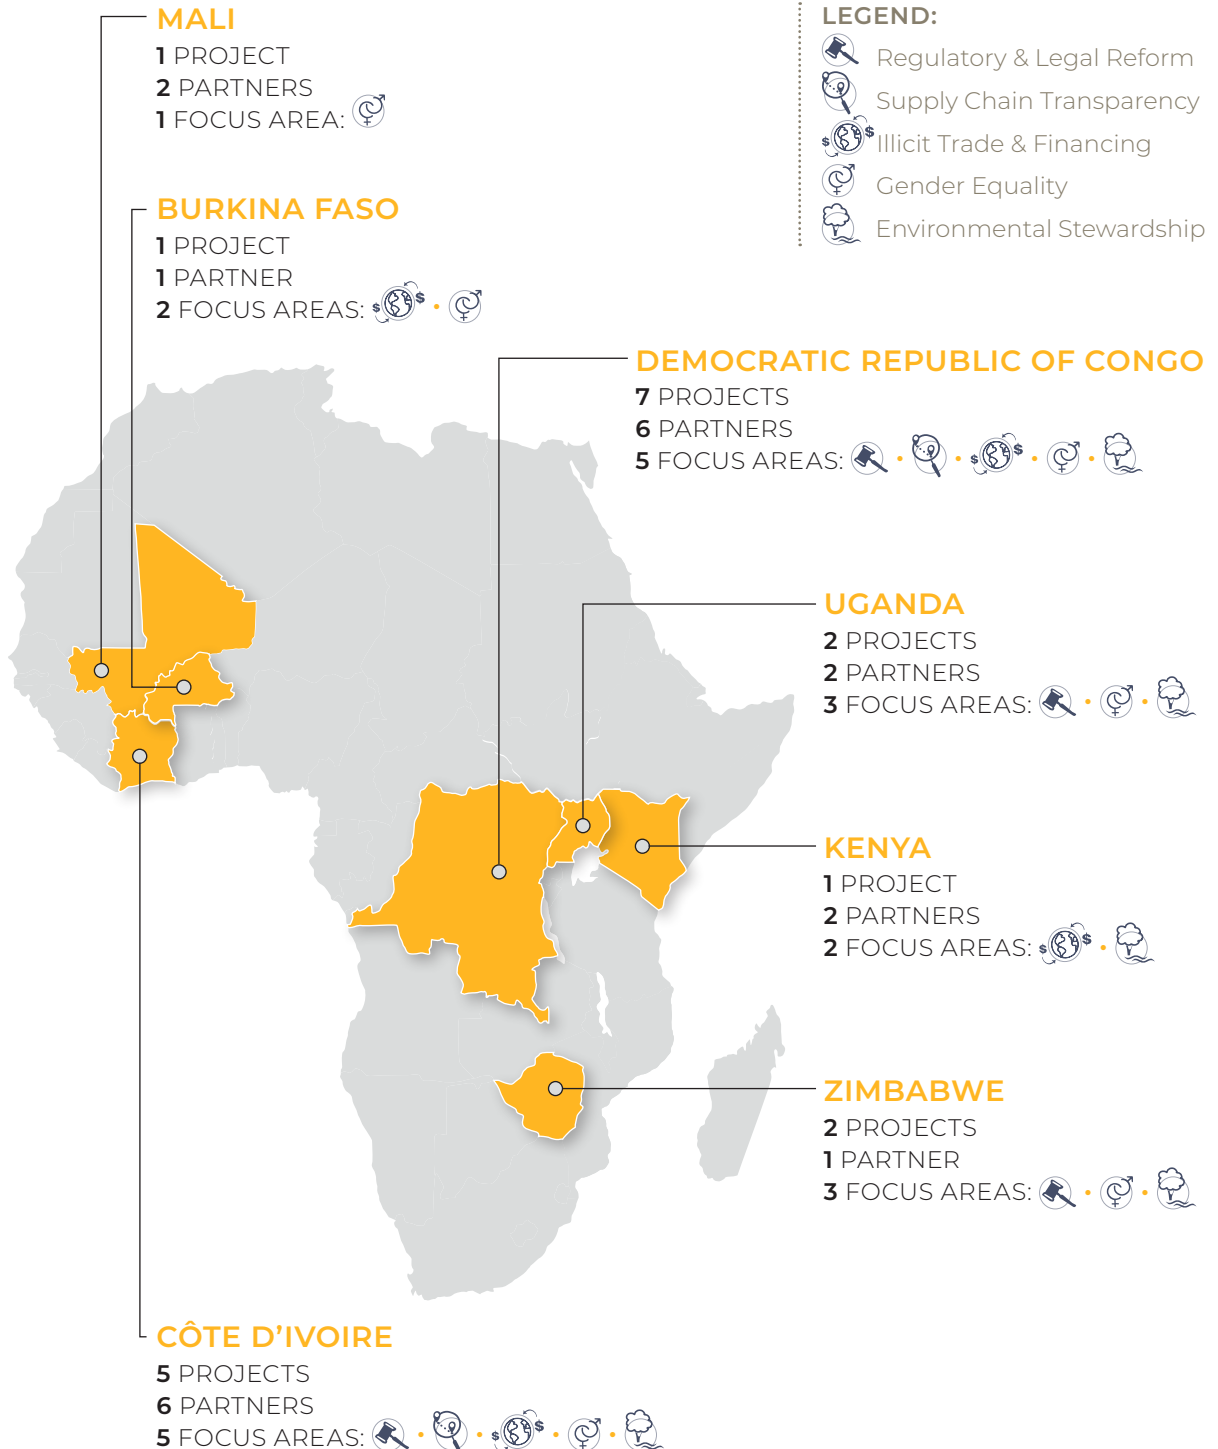 MALI
1 PROJECT
2 PARTNERS
1 FOCUS AREA:
LEGEND:
Regulatory & Legal Reform
Supply Chain Transparency
$ $ Illicit Trade & Financing
Gender Equality
Environmental Stewardship
BURKINA FASO
1 PROJECT
1 PARTNER
2 FOCUS AREAS: $ $ •
DEMOCRATIC REPUBLIC OF CONGO
7 PROJECTS
6 PARTNERS
5 FOCUS AREAS: • • $ $ • •
UGANDA
2 PROJECTS
2 PARTNERS
3 FOCUS AREAS: • •
KENYA
1 PROJECT
2 PARTNERS
2 FOCUS AREAS: $ $ •
ZIMBABWE
2 PROJECTS
1 PARTNER
3 FOCUS AREAS: • •
CÔTE D'IVOIRE
5 PROJECTS
6 PARTNERS
5 FOCUS AREAS: • • $ $ • •